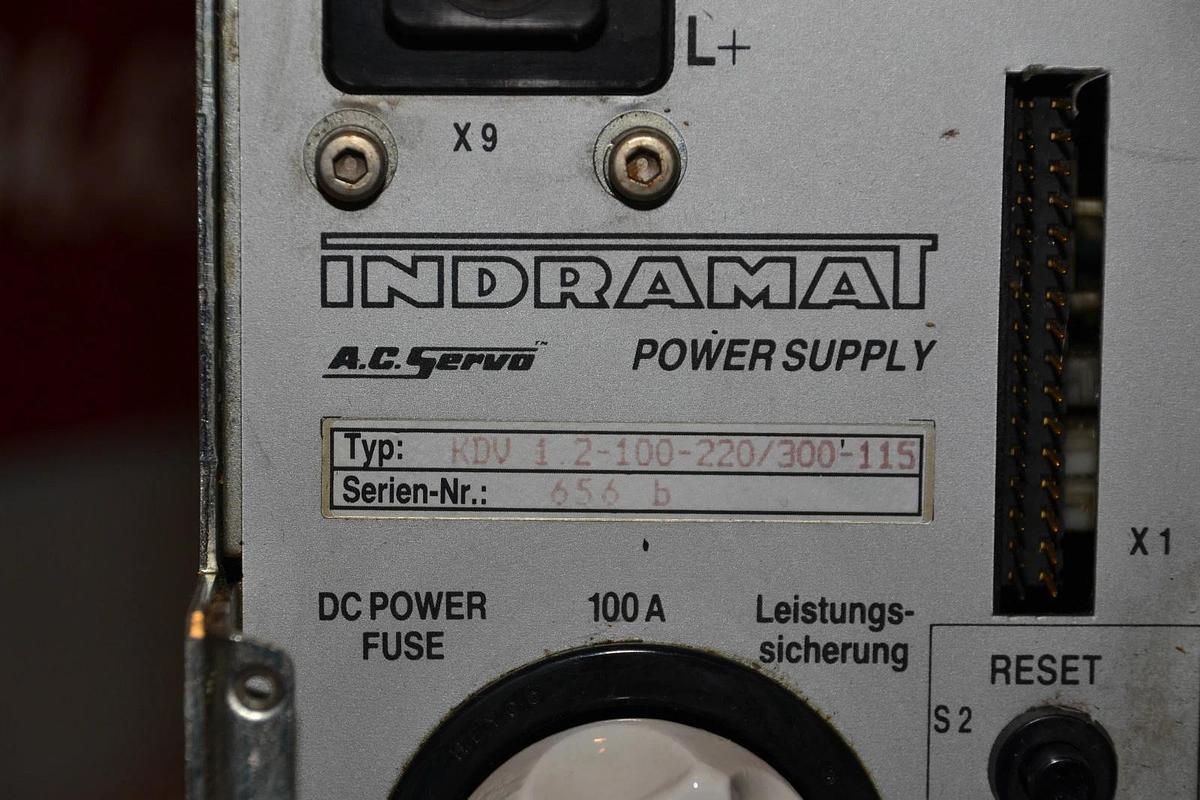 L+
X9
INDRAMAT
A.C. Servo™
POWER SUPPLY
Typ: KDV 1.2-100-220/300-115
Serien-Nr.: 656 b
X1
DC POWER
FUSE
100 A
Leistungs-
sicherung
RESET
S2